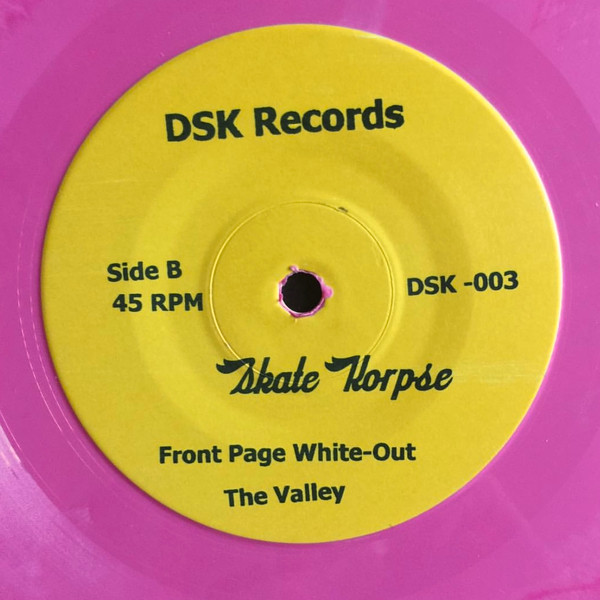 DSK Records
Side B
45 RPM
DSK -003
Skate Korpse
Front Page White-Out
The Valley